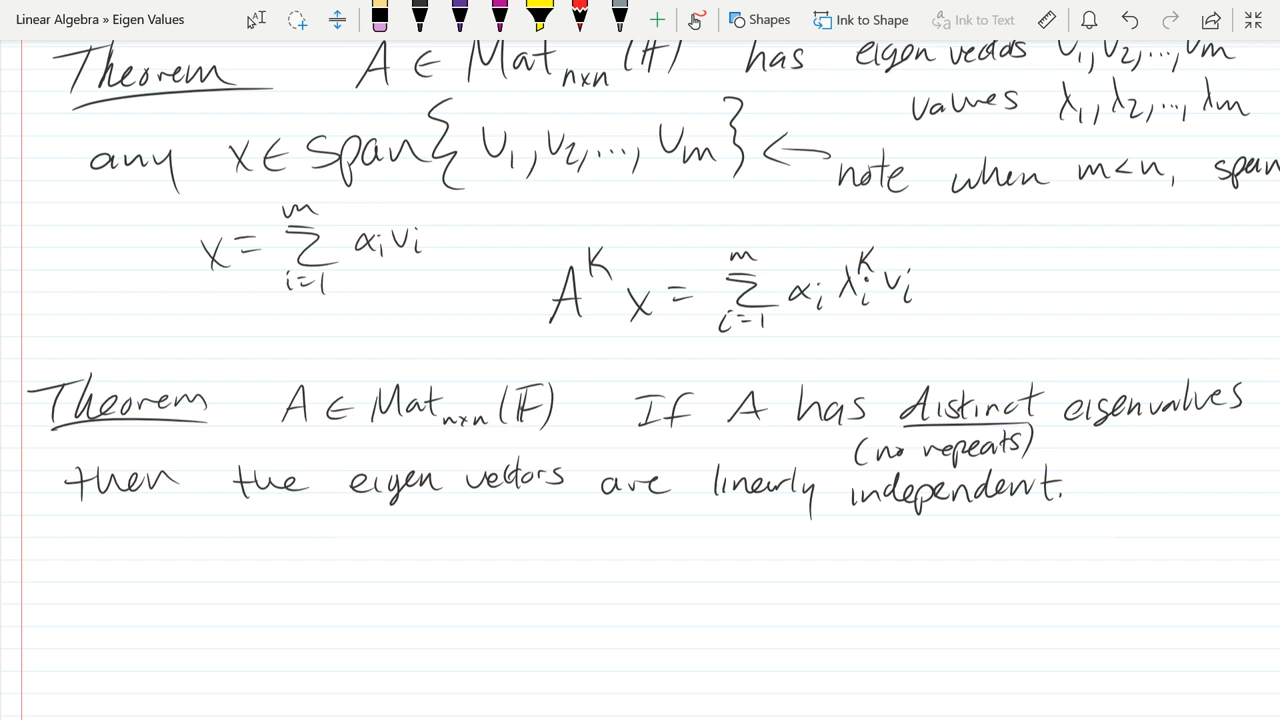 Linear Algebra » Eigen Values
Shapes
Ink to Shape
Ink to Text
Theorem A ∈ Mat_{n×n}(𝔽) has eigen vectors v_1, v_2, ..., v_m
values λ_1, λ_2, ..., λ_m
any x ∈ span{v_1, v_2, ..., v_m} ← note when m<n, span
x = \sum_{i=1}^{m} α_i v_i
A^k x = \sum_{i=1}^{m} α_i λ_i^k v_i
Theorem A ∈ Mat_{n×n}(𝔽) If A has distinct eigenvalues
(no repeats)
then the eigen vectors are linearly independent.